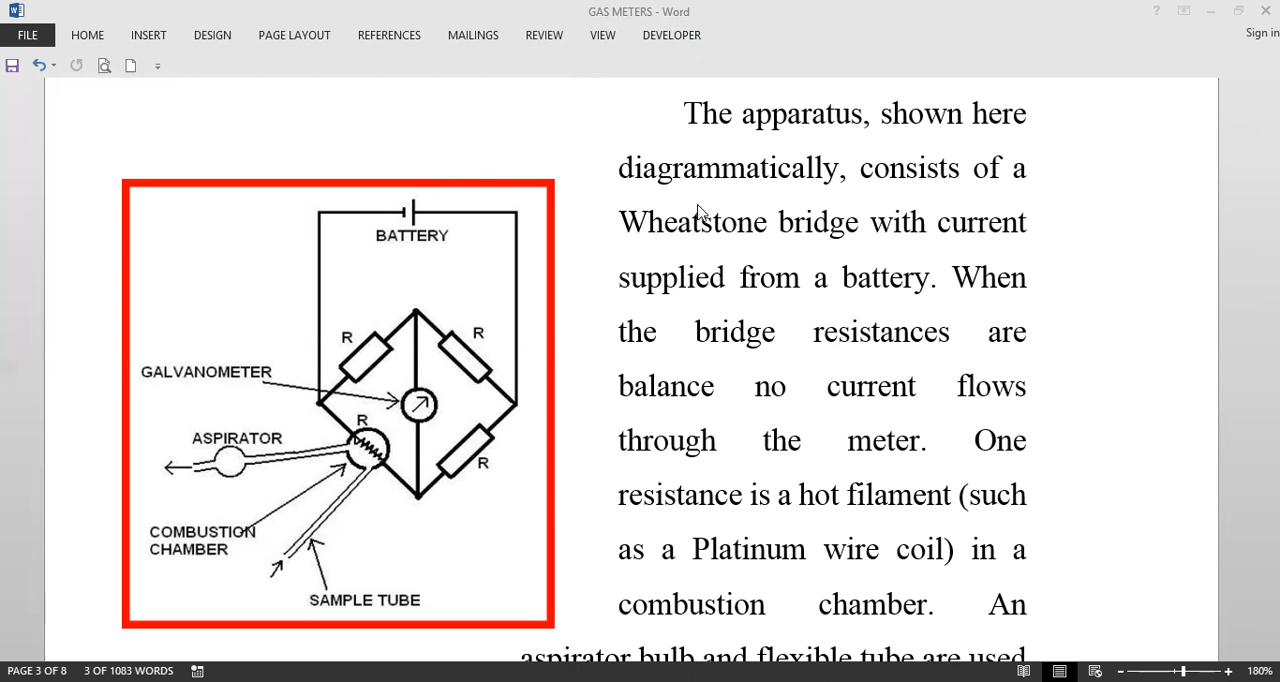 GAS METERS - Word
?
FILE HOME INSERT DESIGN PAGE LAYOUT REFERENCES MAILINGS REVIEW VIEW DEVELOPER
Sign in
The apparatus, shown here
diagrammatically, consists of a
Wheatstone bridge with current
supplied from a battery. When
the bridge resistances are
balance no current flows
through the meter. One
resistance is a hot filament (such
as a Platinum wire coil) in a
combustion chamber. An
aspirator bulb and flexible tube are used
BATTERY
R
R
GALVANOMETER
R
ASPIRATOR
R
COMBUSTION
CHAMBER
SAMPLE TUBE
PAGE 3 OF 8 3 OF 1083 WORDS
180%